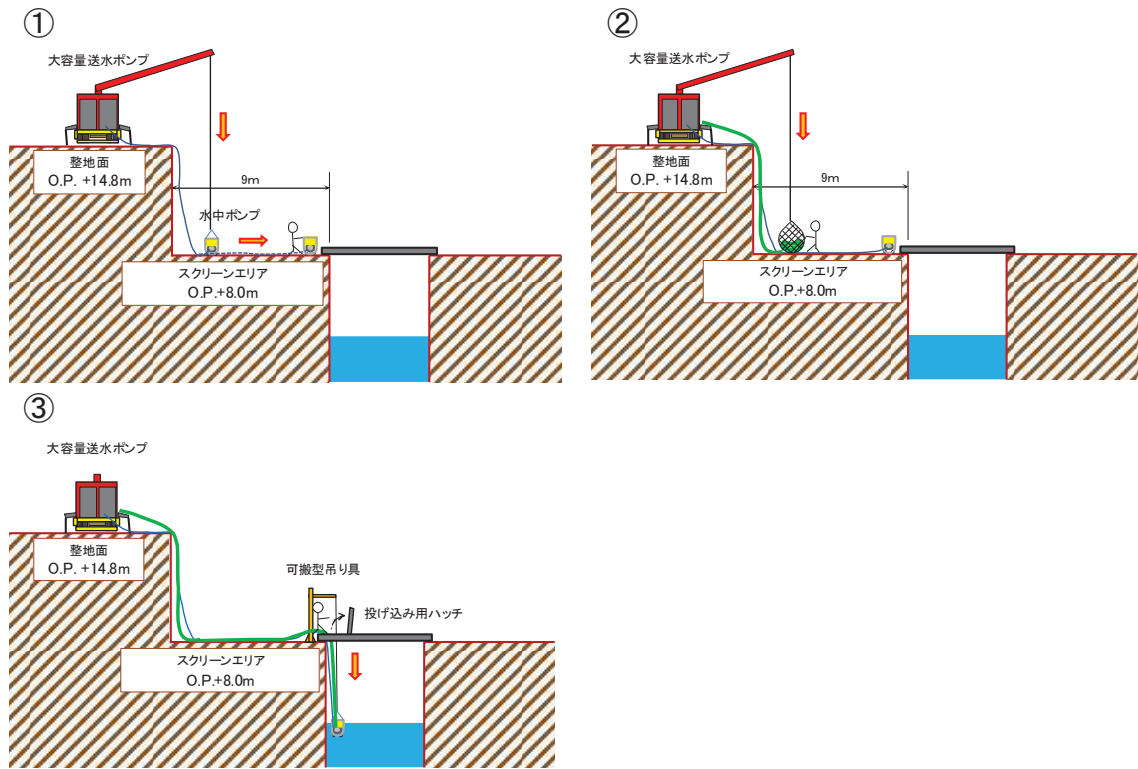 ①
大容量送水ポンプ
整地面
O.P. +14.8m
9m
水中ポンプ
スクリーンエリア
O.P.+8.0m
②
大容量送水ポンプ
整地面
O.P. +14.8m
9m
スクリーンエリア
O.P.+8.0m
③
大容量送水ポンプ
整地面
O.P. +14.8m
可搬型吊り具
投げ込み用ハッチ
スクリーンエリア
O.P.+8.0m